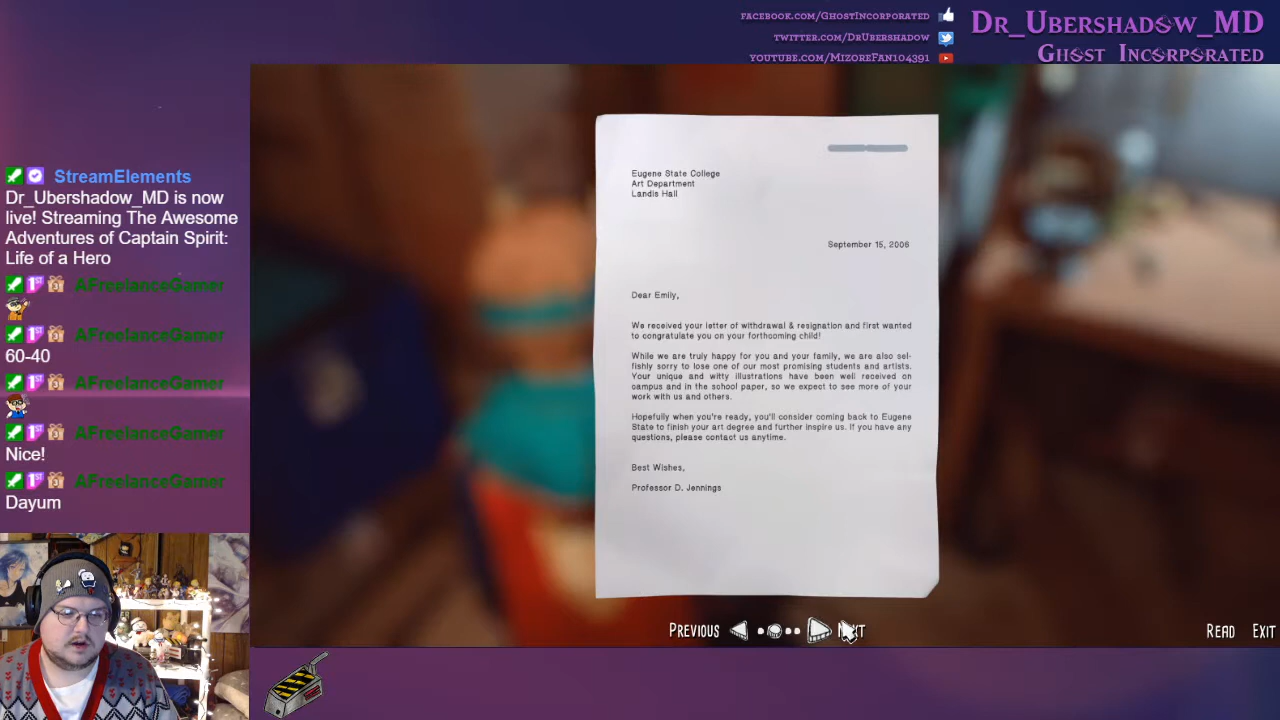 FACEBOOK.COM/GHOSTINCORPORATED
TWITTER.COM/DRUBERSHADOW
YOUTUBE.COM/MIZOREFAN104391
DR_UBERSHADOW_MD
GHOST INCORPORATED
StreamElements
Dr_Ubershadow_MD is now
live! Streaming The Awesome
Adventures of Captain Spirit:
Life of a Hero
AFreelanceGamer
AFreelanceGamer
60-40
AFreelanceGamer
AFreelanceGamer
Nice!
AFreelanceGamer
Dayum
Eugene State College
Art Department
Landis Hall
September 15, 2006
Dear Emily,
We received your letter of withdrawal & resignation and first wanted
to congratulate you on your forthcoming child!
While we are truly happy for you and your family, we are also sel-
fishly sorry to lose one of our most promising students and artists.
Your unique and witty illustrations have been well received on
campus and in the school paper, so we expect to see more of your
work with us and others.
Hopefully when you're ready, you'll consider coming back to Eugene
State to finish your art degree and further inspire us. If you have any
questions, please contact us anytime.
Best Wishes,
Professor D. Jennings
PREVIOUS
NEXT
READ
EXIT